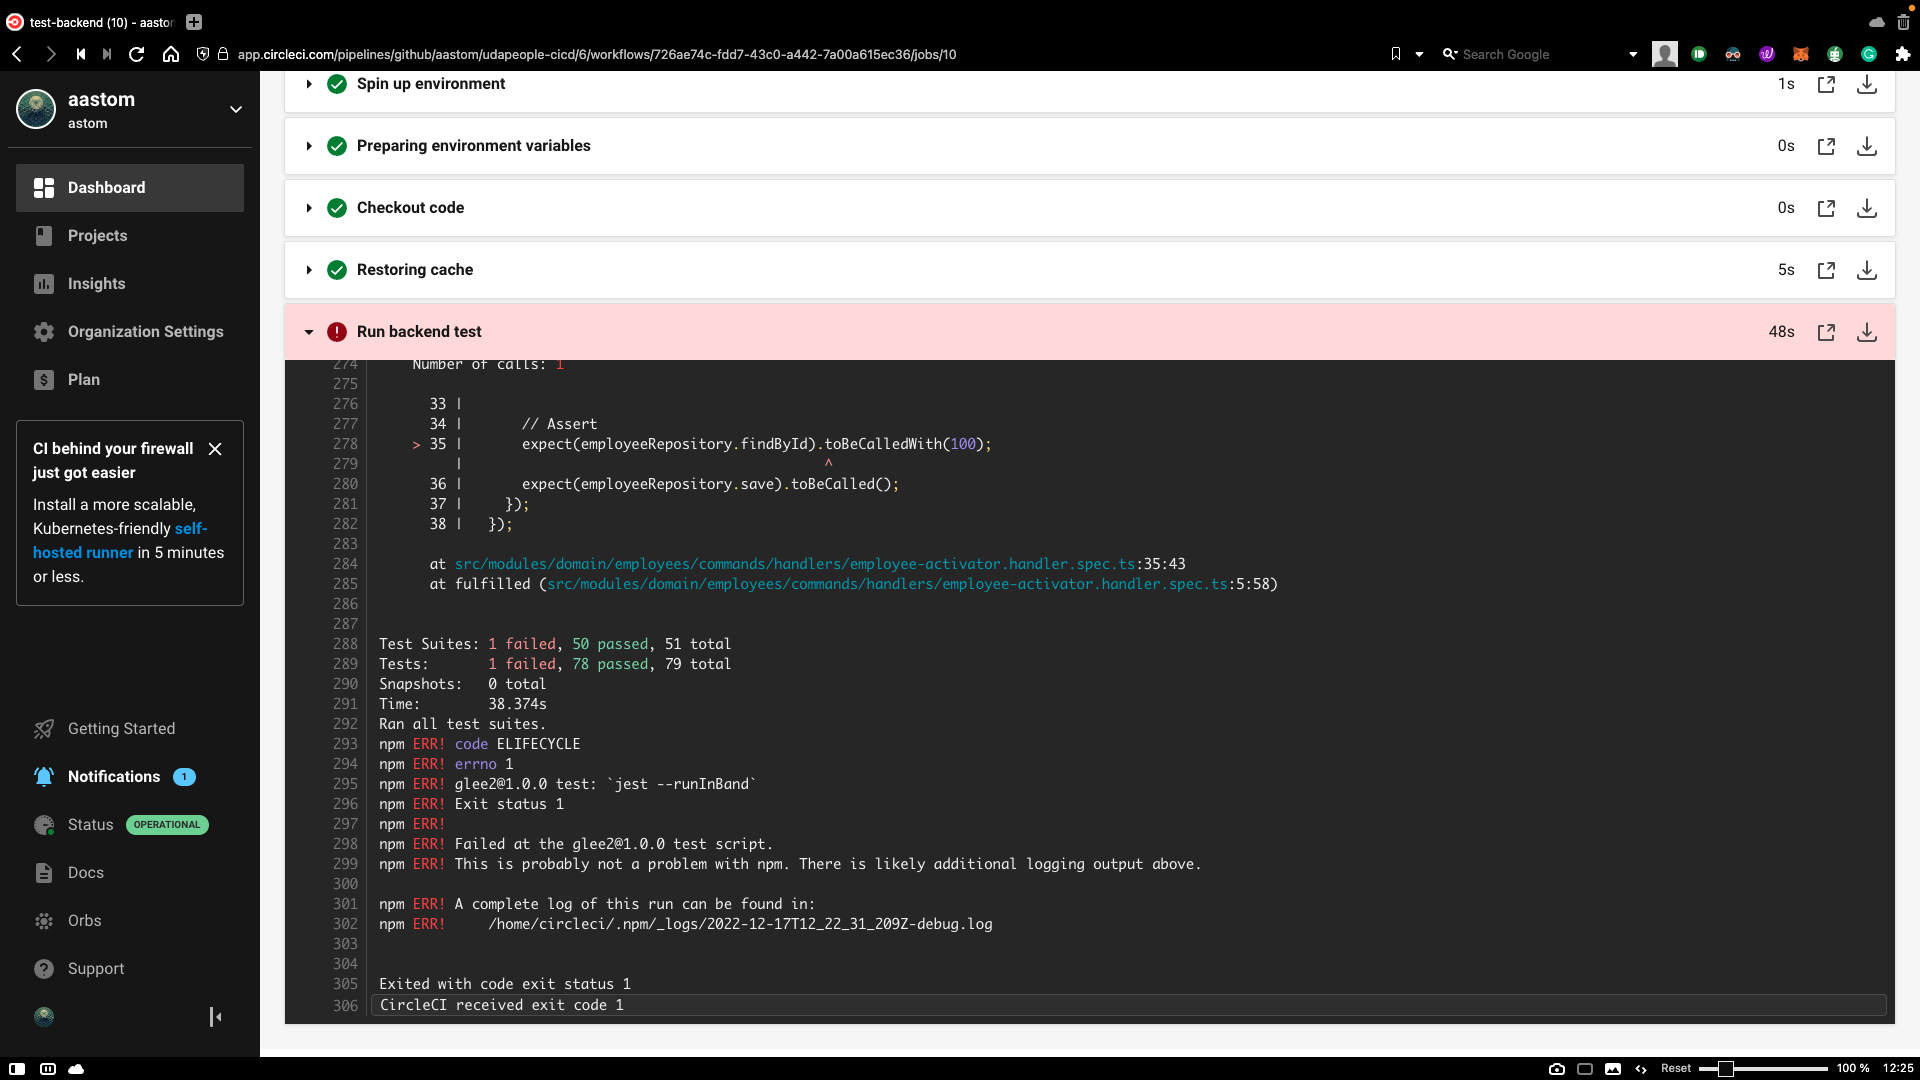 test-backend (10) - aaston
app.circleci.com/pipelines/github/aastom/udapeople-cicd/6/workflows/726ae74c-fdd7-43c0-a442-7a00a615ec36/jobs/10
Search Google
aastom
astom
Dashboard
Projects
Insights
Organization Settings
Plan
CI behind your firewall
just got easier
Install a more scalable,
Kubernetes-friendly self-
hosted runner in 5 minutes
or less.
Getting Started
Notifications 1
Status OPERATIONAL
Docs
Orbs
Support
Spin up environment 1s
Preparing environment variables 0s
Checkout code 0s
Restoring cache 5s
Run backend test 48s
274 Number of calls: 1
275
276 33 |
277 34 | // Assert
278 > 35 | expect(employeeRepository.findById).toBeCalledWith(100);
279 | ^
280 36 | expect(employeeRepository.save).toBeCalled();
281 37 | });
282 38 | });
283
284 at src/modules/domain/employees/commands/handlers/employee-activator.handler.spec.ts:35:43
285 at fulfilled (src/modules/domain/employees/commands/handlers/employee-activator.handler.spec.ts:5:58)
286
287
288 Test Suites: 1 failed, 50 passed, 51 total
289 Tests: 1 failed, 78 passed, 79 total
290 Snapshots: 0 total
291 Time: 38.374s
292 Ran all test suites.
293 npm ERR! code ELIFECYCLE
294 npm ERR! errno 1
295 npm ERR! glee2@1.0.0 test: `jest --runInBand`
296 npm ERR! Exit status 1
297 npm ERR!
298 npm ERR! Failed at the glee2@1.0.0 test script.
299 npm ERR! This is probably not a problem with npm. There is likely additional logging output above.
300
301 npm ERR! A complete log of this run can be found in:
302 npm ERR! /home/circleci/.npm/_logs/2022-12-17T12_22_31_209Z-debug.log
303
304
305 Exited with code exit status 1
306 CircleCI received exit code 1
Reset 100 % 12:25